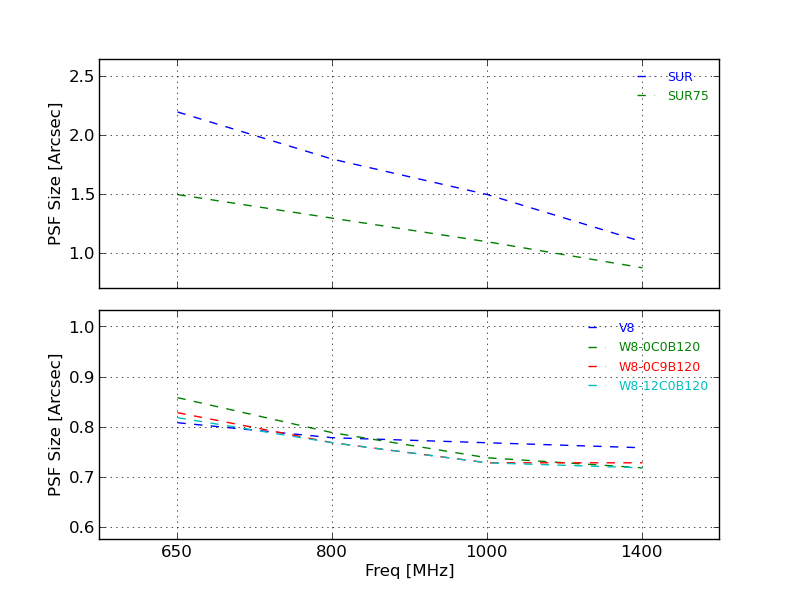 2.5
2.0
1.5
1.0
PSF Size [Arcsec]
SUR
SUR75
1.0
0.9
0.8
0.7
0.6
PSF Size [Arcsec]
V8
W8-0C0B120
W8-0C9B120
W8-12C0B120
650 800 1000 1400
Freq [MHz]